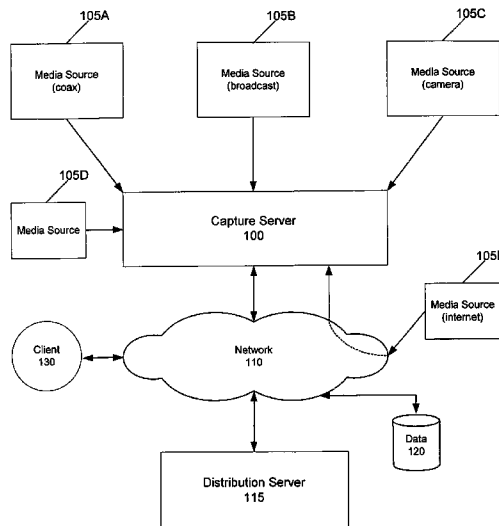 105A
105B
105C
Media Source
(coax)
Media Source
(broadcast)
Media Source
(camera)
105D
Media Source
Capture Server
100
Media Source
(internet)
Client
130
Network
110
Data
120
Distribution Server
115